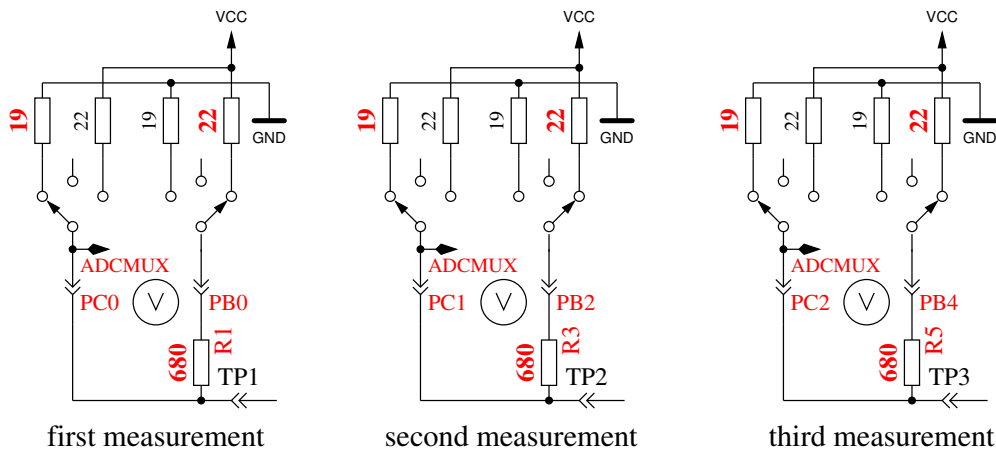 VCC
VCC
VCC
19
22
19
22
GND
19
22
19
22
GND
19
22
19
22
GND
ADCMUX
ADCMUX
ADCMUX
PC0
V
PB0
PC1
V
PB2
PC2
V
PB4
680
R1
TP1
680
R3
TP2
680
R5
TP3
first measurement
second measurement
third measurement